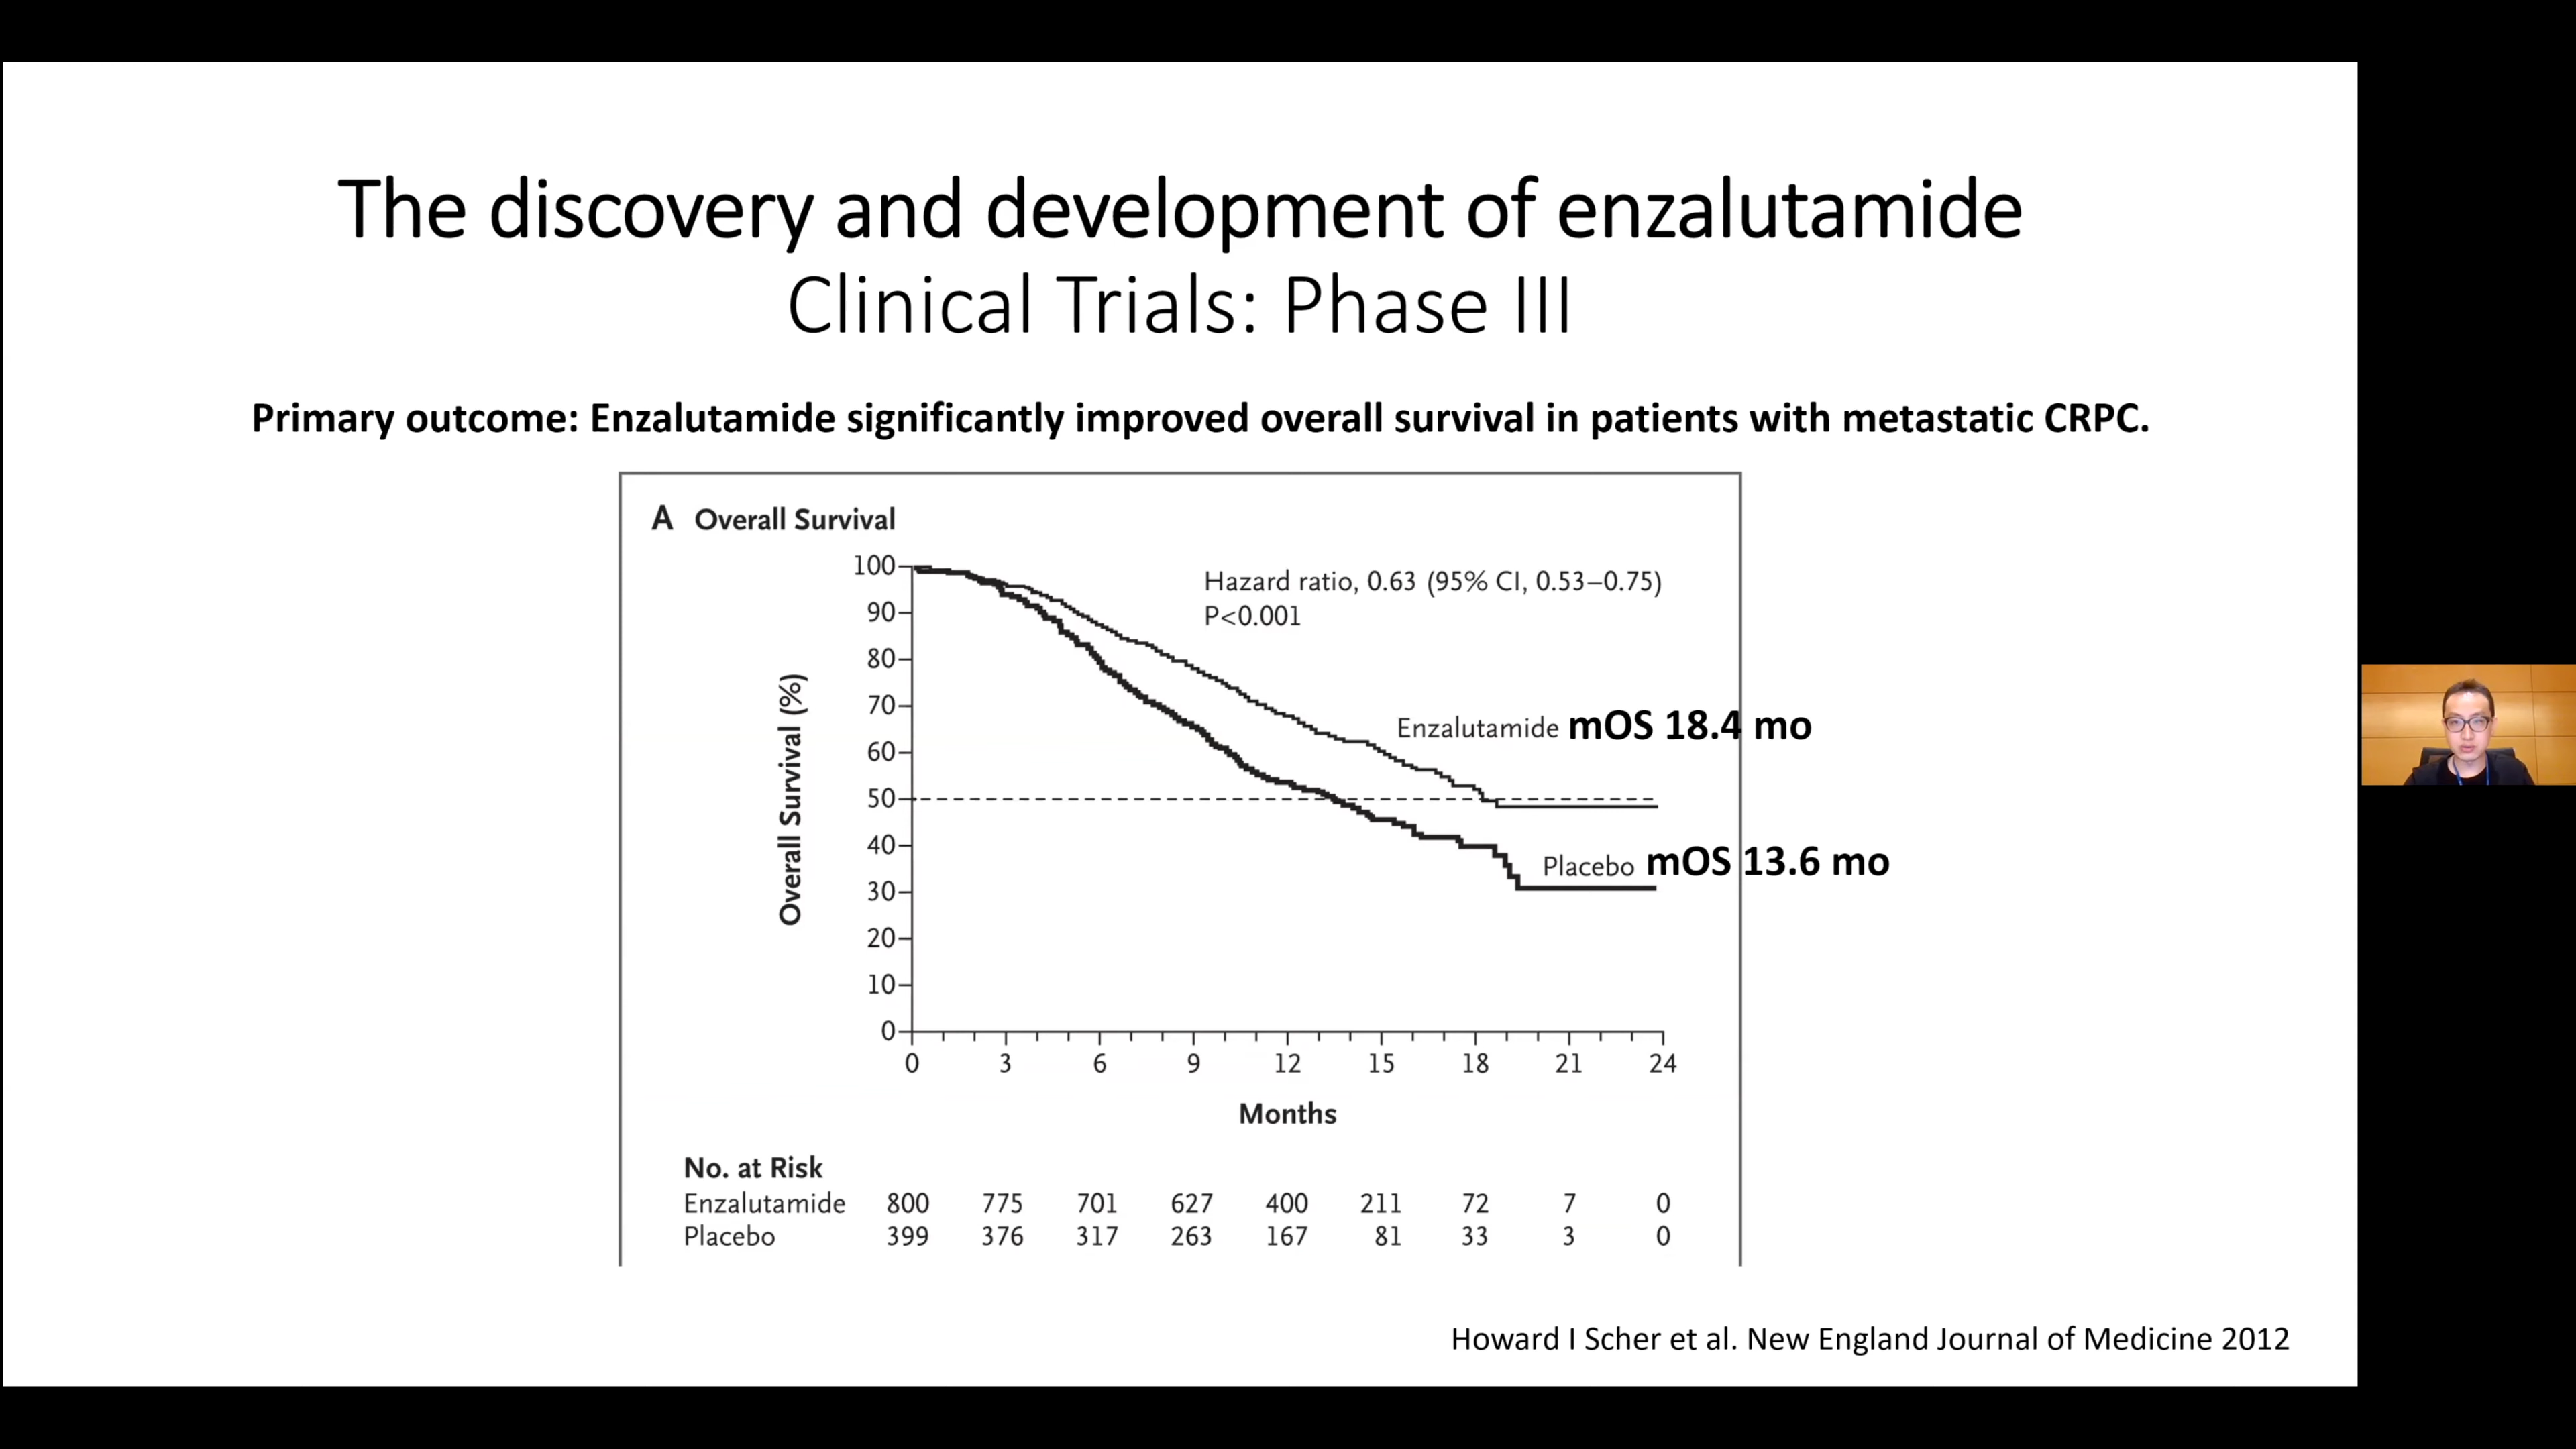 The discovery and development of enzalutamide
Clinical Trials: Phase III
Primary outcome: Enzalutamide significantly improved overall survival in patients with metastatic CRPC.
A Overall Survival
Hazard ratio, 0.63 (95% CI, 0.53–0.75)
P<0.001
Overall Survival (%)
100
90
80
70
60
50
40
30
20
10
0
Enzalutamide mOS 18.4 mo
Placebo mOS 13.6 mo
0 3 6 9 12 15 18 21 24
Months
No. at Risk
Enzalutamide 800 775 701 627 400 211 72 7 0
Placebo 399 376 317 263 167 81 33 3 0
Howard I Scher et al. New England Journal of Medicine 2012